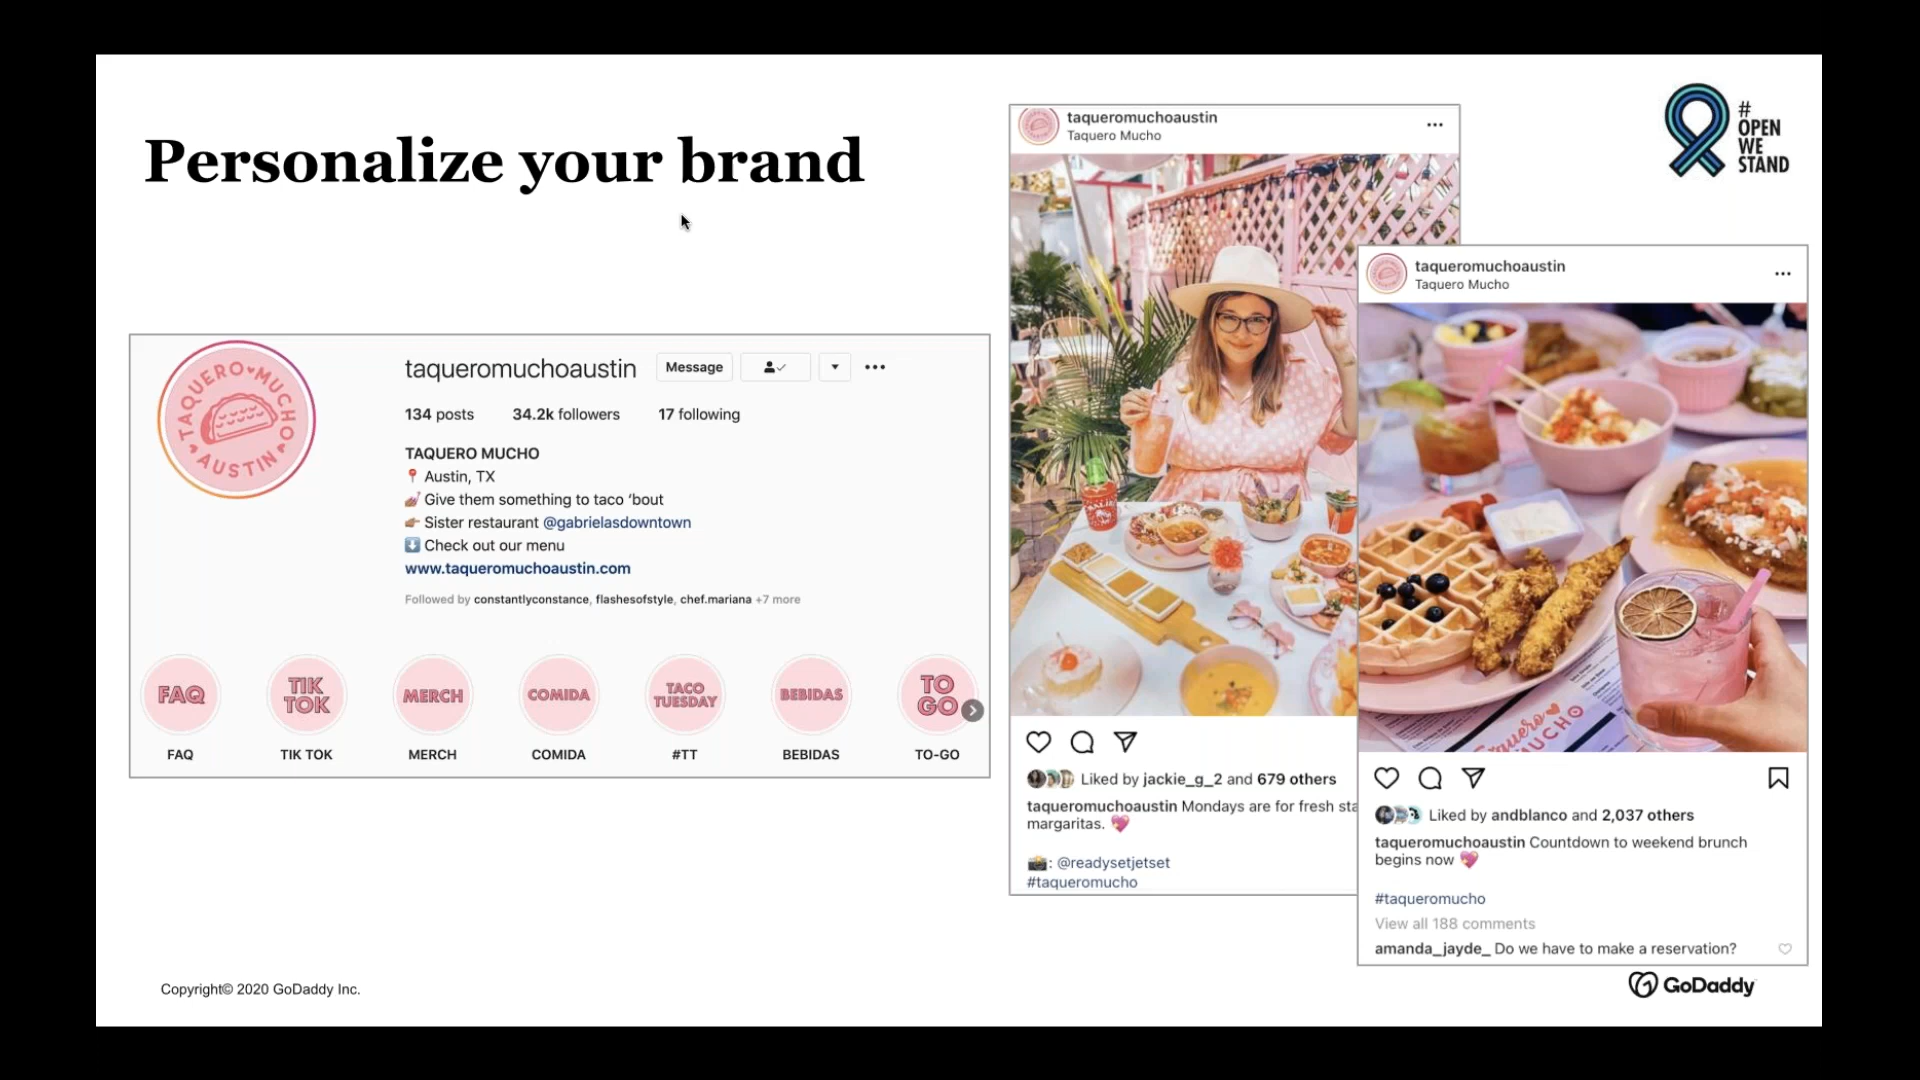 Personalize your brand
#
OPEN
WE
STAND
TAQUERO MUCHO
AUSTIN
taqueromuchoaustin Message
134 posts 34.2k followers 17 following
TAQUERO MUCHO
📍 Austin, TX
💅🏽 Give them something to taco ‘bout
👉🏽 Sister restaurant @gabrielasdowntown
⬇️ Check out our menu
www.taqueromuchoaustin.com
Followed by constantlyconstance, flashesofstyle, chef.mariana +7 more
FAQ
TIK
TOK
MERCH
COMIDA
TACO
TUESDAY
BEBIDAS
TO
GO
FAQ TIK TOK MERCH COMIDA #TT BEBIDAS TO-GO
taqueromuchoaustin
Taquero Mucho
Liked by jackie_g_2 and 679 others
taqueromuchoaustin Mondays are for fresh sta
margaritas. 💖
📸: @readysetjetset
#taqueromucho
taqueromuchoaustin
Taquero Mucho
Liked by andblanco and 2,037 others
taqueromuchoaustin Countdown to weekend brunch
begins now 💖
#taqueromucho
View all 188 comments
amanda_jayde_ Do we have to make a reservation?
Copyright© 2020 GoDaddy Inc.
GoDaddy